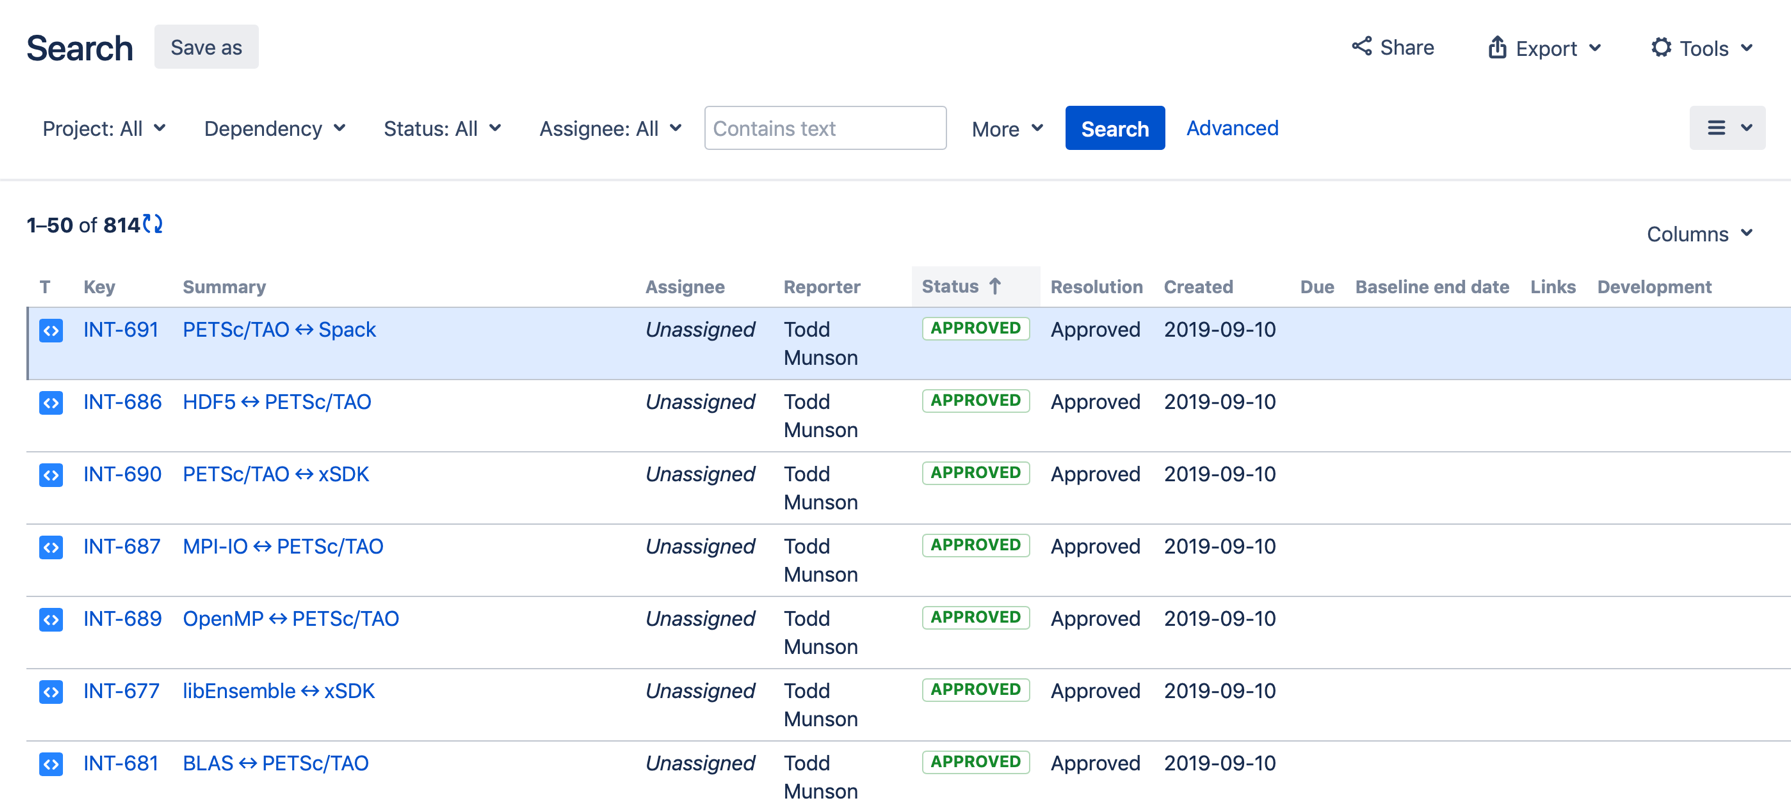 Search Save as Share Export Tools
Project: All Dependency Status: All Assignee: All Contains text More Search Advanced
1–50 of 814
Columns
T Key Summary Assignee Reporter Status ↑ Resolution Created Due Baseline end date Links Development
INT-691 PETSc/TAO ↔ Spack Unassigned Todd Munson APPROVED Approved 2019-09-10
INT-686 HDF5 ↔ PETSc/TAO Unassigned Todd Munson APPROVED Approved 2019-09-10
INT-690 PETSc/TAO ↔ xSDK Unassigned Todd Munson APPROVED Approved 2019-09-10
INT-687 MPI-IO ↔ PETSc/TAO Unassigned Todd Munson APPROVED Approved 2019-09-10
INT-689 OpenMP ↔ PETSc/TAO Unassigned Todd Munson APPROVED Approved 2019-09-10
INT-677 libEnsemble ↔ xSDK Unassigned Todd Munson APPROVED Approved 2019-09-10
INT-681 BLAS ↔ PETSc/TAO Unassigned Todd Munson APPROVED Approved 2019-09-10